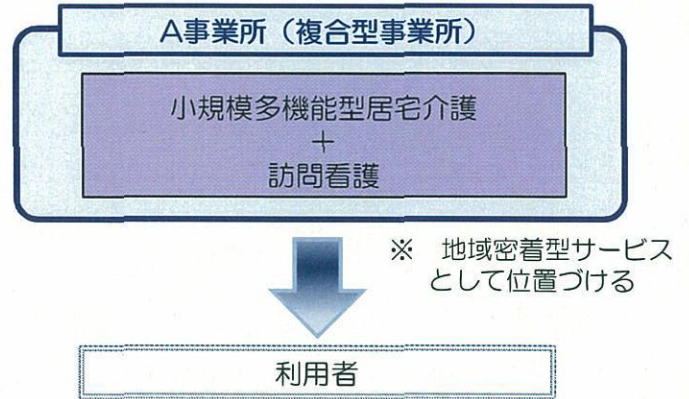 A事業所（複合型事業所）
小規模多機能型居宅介護
＋
訪問看護
※　地域密着型サービス
として位置づける
利用者